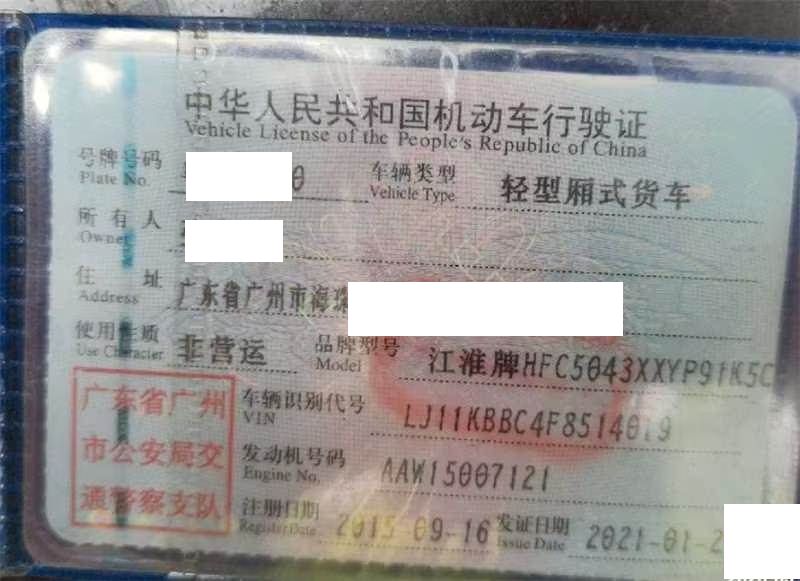 中华人民共和国机动车行驶证
Vehicle License of the People's Republic of China
号牌号码 0 车辆类型 轻型厢式货车
Plate No. Vehicle Type
所有人
Owner
住址 广东省广州市海珠
Address
使用性质 非营运 品牌型号 江淮牌HFC5043XXYP91K5C
Use Character Model
广东省广州 车辆识别代号 LJ11KBBC4F8514019
VIN
市公安局交 发动机号码 AAW15007121
Engine No.
通警察支队 注册日期 2015-09-16 发证日期 2021-01-2
Register Date Issue Date